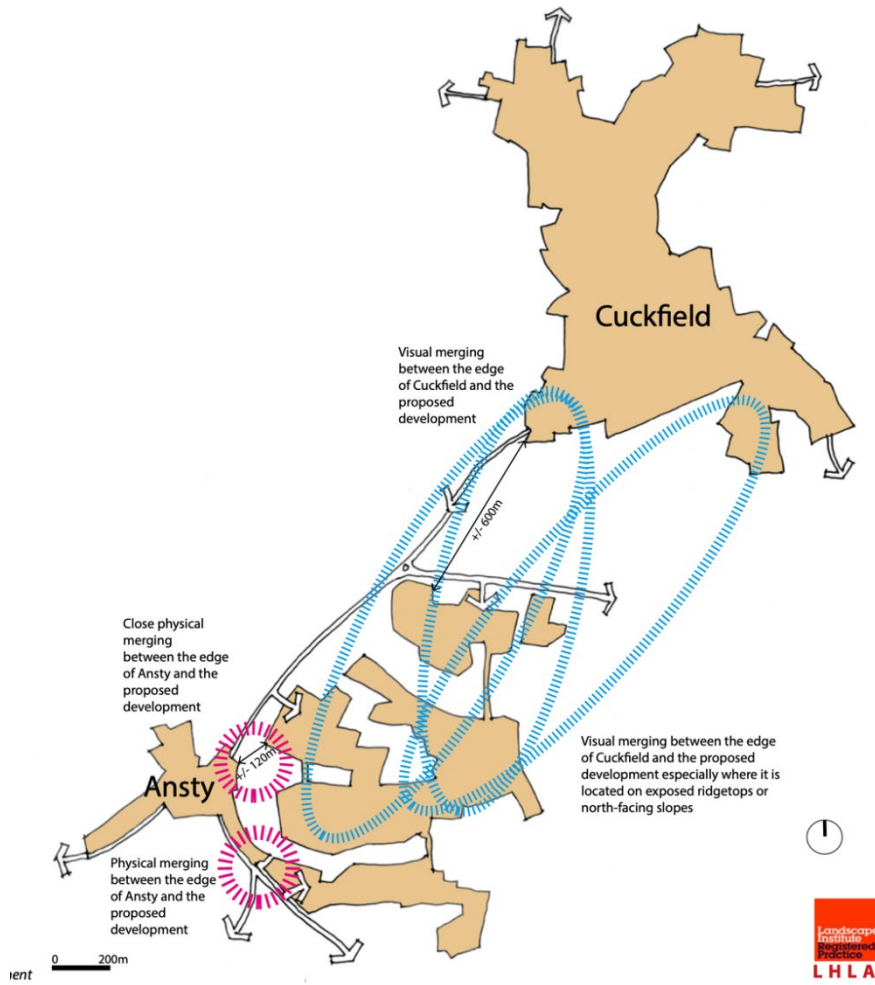 Cuckfield
Visual merging
between the edge
of Cuckfield and the
proposed
development
+/- 600m
Close physical
merging
between the edge
of Ansty and the
proposed
development
+/-120m
Ansty
Visual merging between the edge
of Cuckfield and the proposed
development especially where it is
located on exposed ridgetops or
north-facing slopes
Physical merging
between the edge
of Ansty and the
proposed
development
0 200m
ment
Landscape
Institute
Registered
Practice
LHLA